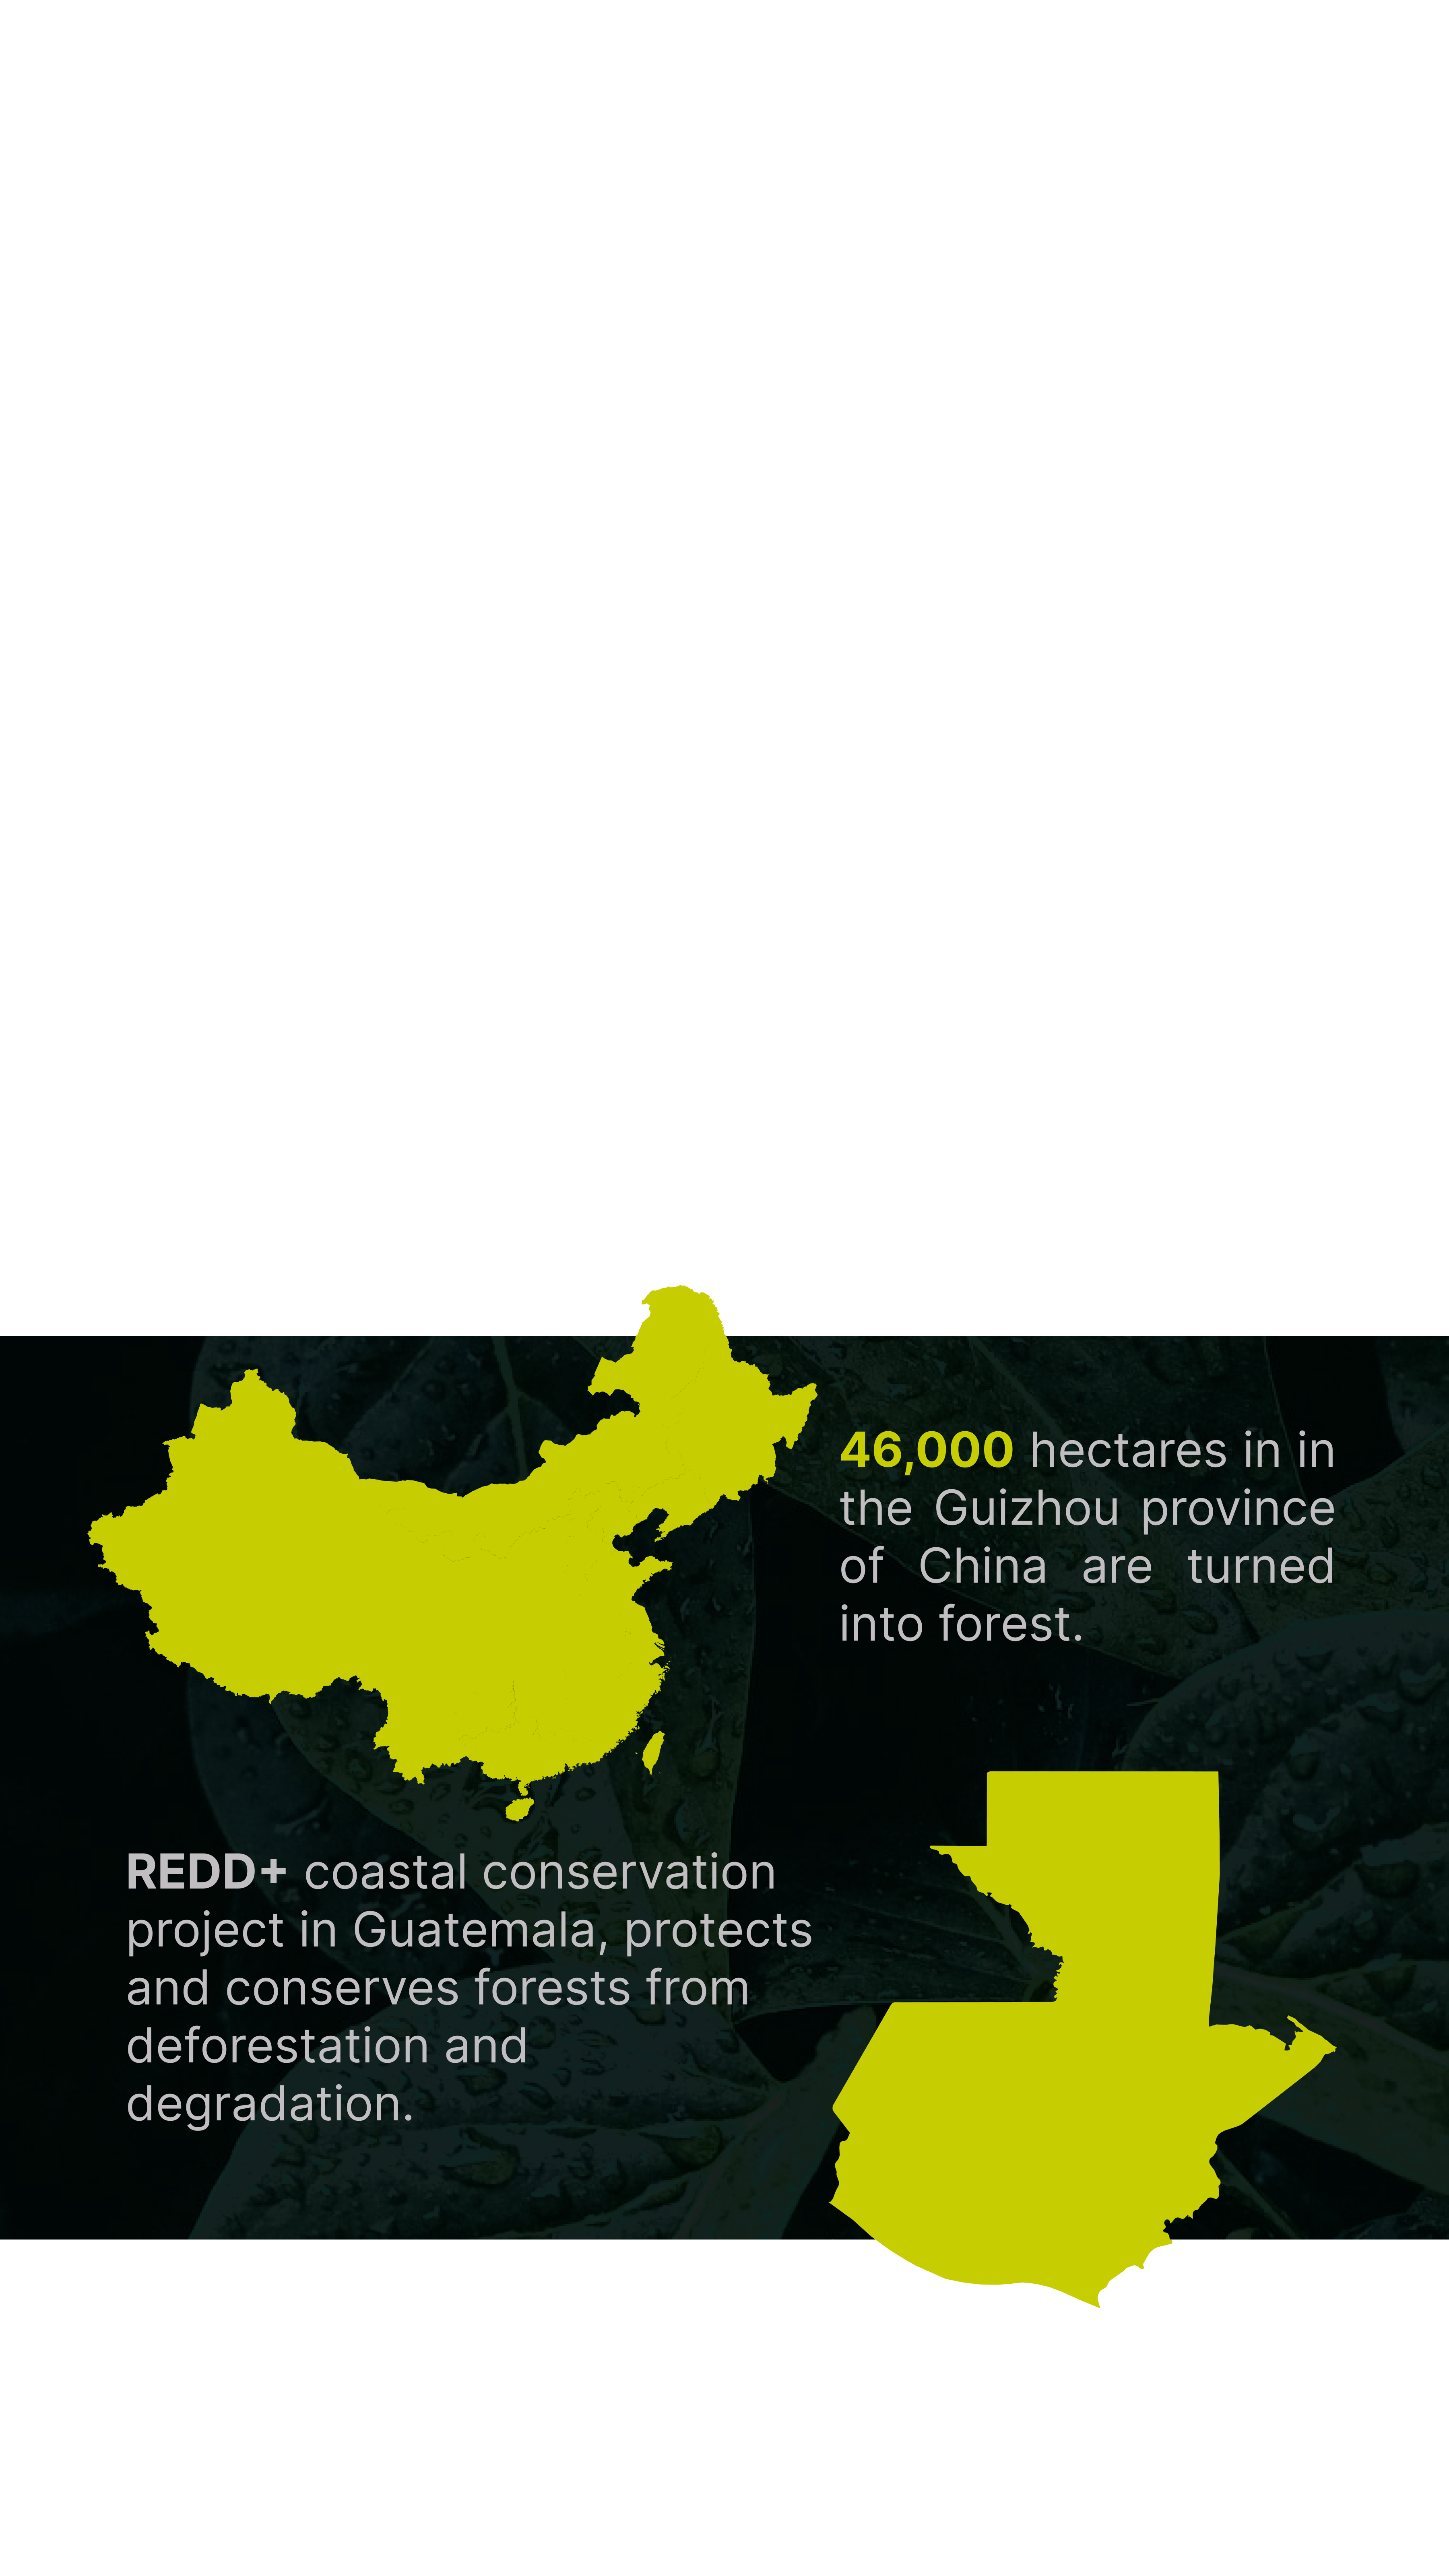 46,000 hectares in in
the Guizhou province
of China are turned
into forest.
REDD+ coastal conservation
project in Guatemala, protects
and conserves forests from
deforestation and
degradation.